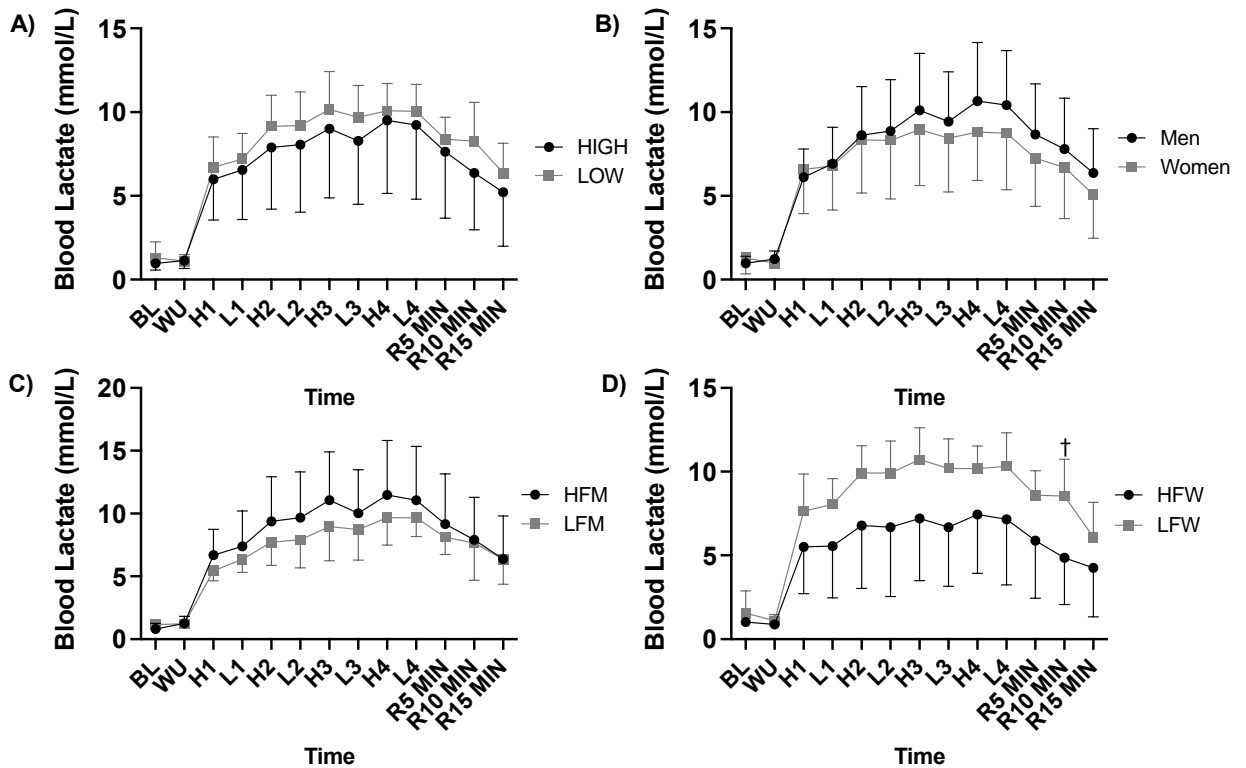 A)
Blood Lactate (mmol/L)
15
10
5
0
BL
WU
H1
L1
H2
L2
H3
L3
H4
L4
R5 MIN
R10 MIN
R15 MIN
Time
HIGH
LOW
B)
Blood Lactate (mmol/L)
15
10
5
0
BL
WU
H1
L1
H2
L2
H3
L3
H4
L4
R5 MIN
R10 MIN
R15 MIN
Time
Men
Women
C)
Blood Lactate (mmol/L)
20
15
10
5
0
BL
WU
H1
L1
H2
L2
H3
L3
H4
L4
R5 MIN
R10 MIN
R15 MIN
Time
HFM
LFM
D)
Blood Lactate (mmol/L)
15
10
5
0
†
BL
WU
H1
L1
H2
L2
H3
L3
H4
L4
R5 MIN
R10 MIN
R15 MIN
Time
HFW
LFW